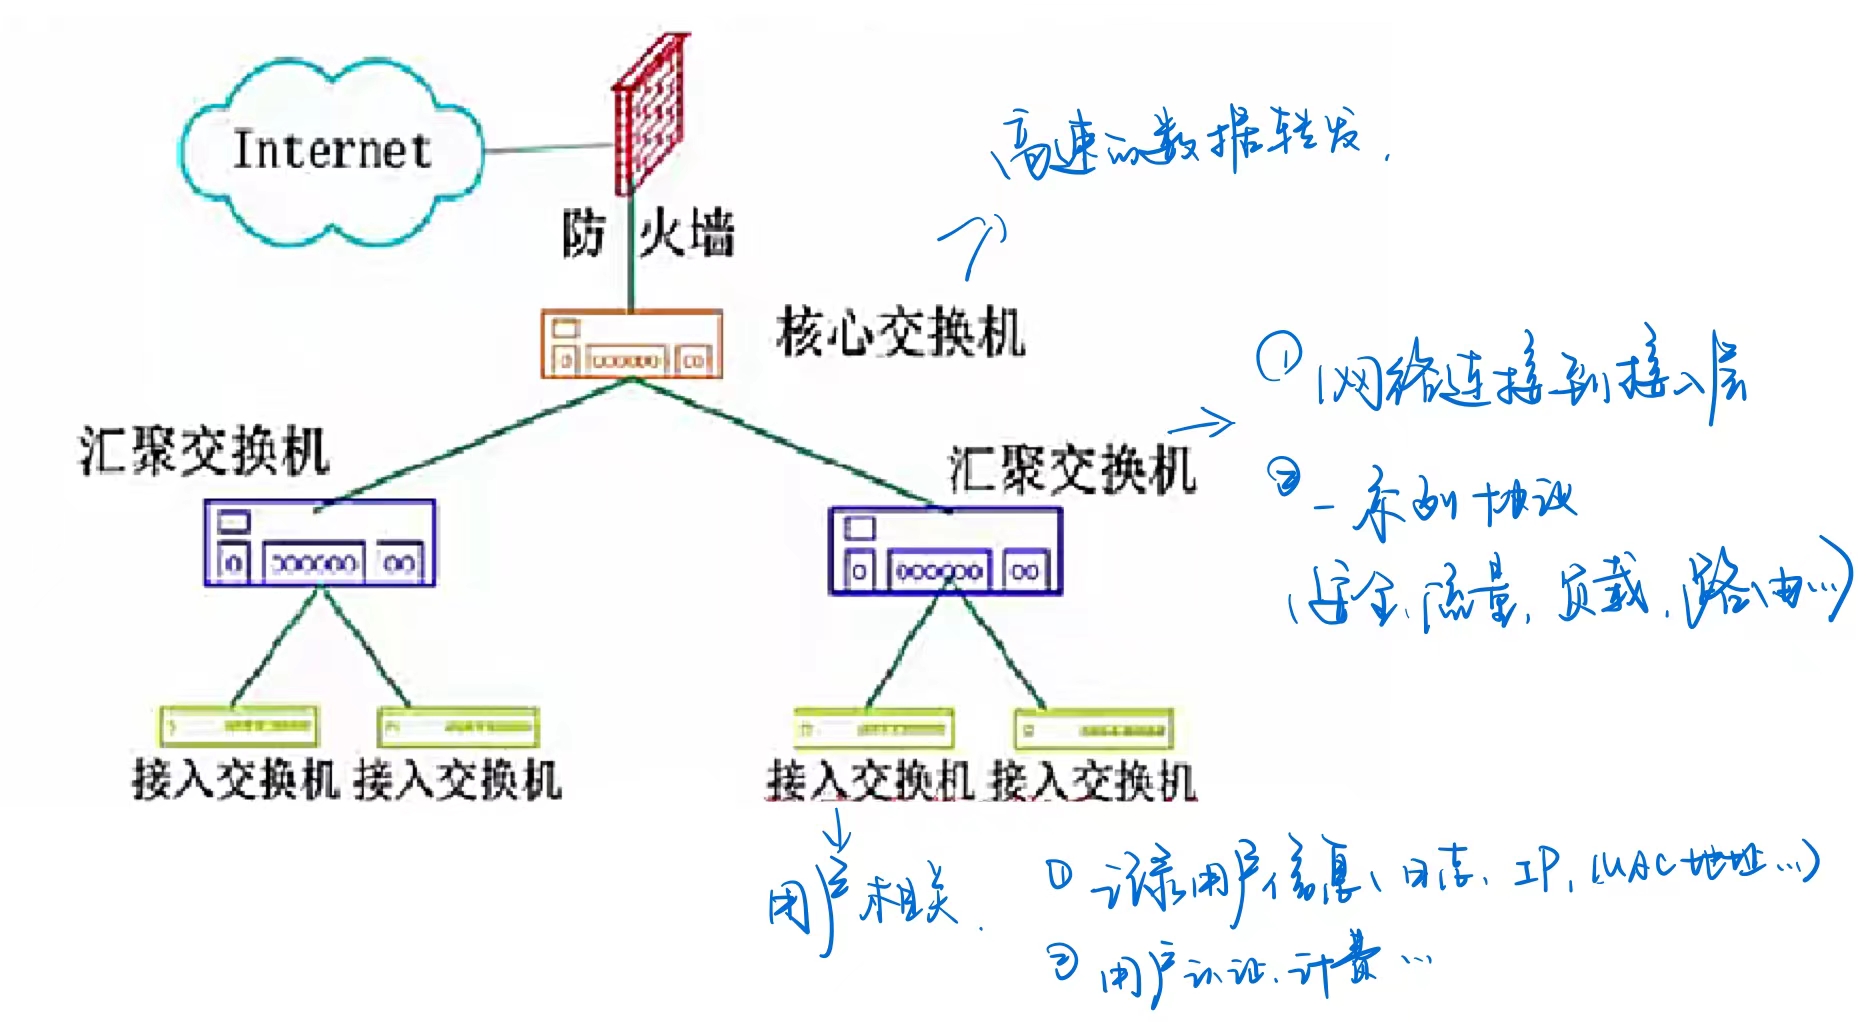 Internet
防火墙
高速的数据转发.
核心交换机
汇聚交换机
汇聚交换机
① 网络连接到接入层
② 一系列协议
(安全、流量、负载、路由...)
接入交换机 接入交换机
接入交换机 接入交换机
用户相关.
① 记录用户信息(日志、IP、MAC地址...)
② 用户认证、计费...